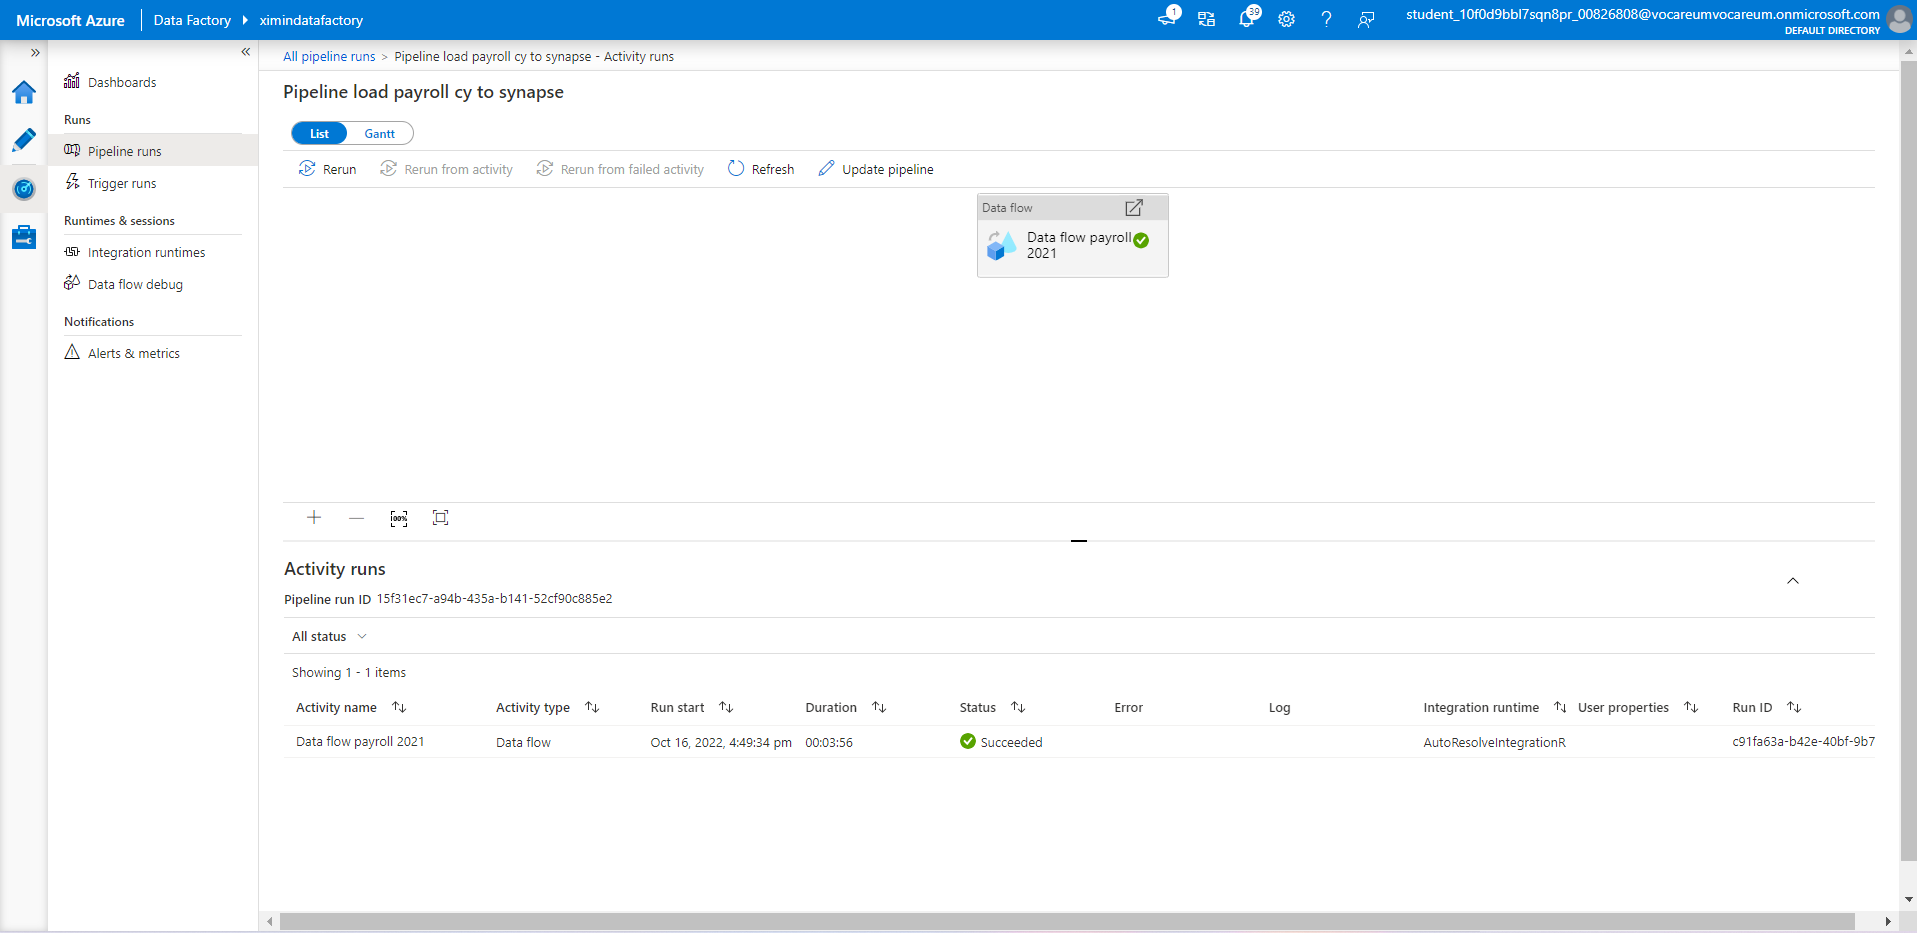 Microsoft Azure Data Factory ximindatafactory 1 39 student_10f0d9bbl7sqn8pr_00826808@vocareumvocareum.onmicrosoft.com
DEFAULT DIRECTORY
Dashboards
Runs
Pipeline runs
Trigger runs
Runtimes & sessions
Integration runtimes
Data flow debug
Notifications
Alerts & metrics
All pipeline runs > Pipeline load payroll cy to synapse - Activity runs
Pipeline load payroll cy to synapse
List Gantt
Rerun Rerun from activity Rerun from failed activity Refresh Update pipeline
Data flow
Data flow payroll
2021
100%
Activity runs
Pipeline run ID 15f31ec7-a94b-435a-b141-52cf90c885e2
All status
Showing 1 - 1 items
Activity name Activity type Run start Duration Status Error Log Integration runtime User properties Run ID
Data flow payroll 2021 Data flow Oct 16, 2022, 4:49:34 pm 00:03:56 Succeeded AutoResolveIntegrationR c91fa63a-b42e-40bf-9b7